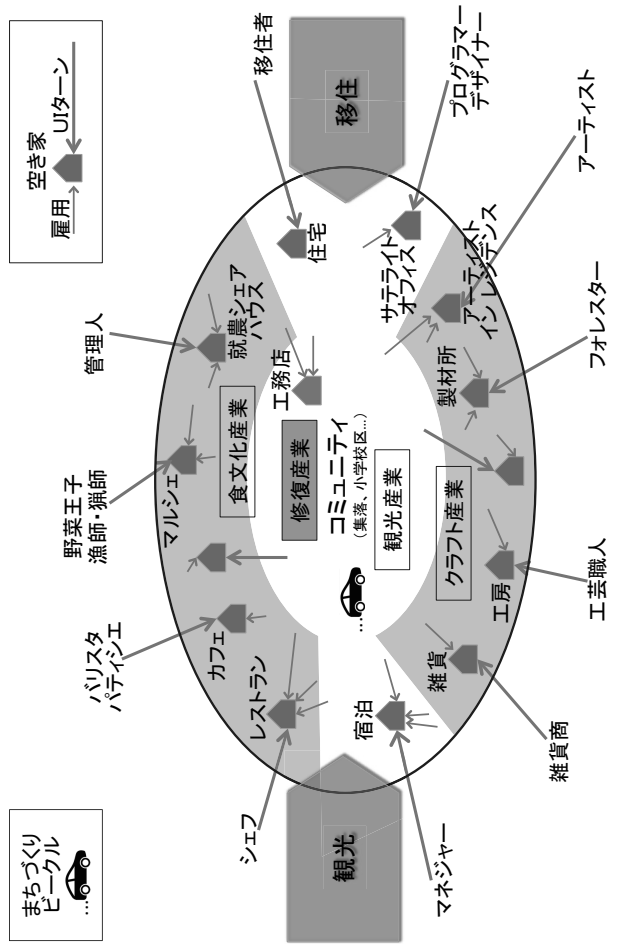 まちづくり
ビークル
空き家
雇用
UIターン
シェフ
バリスタ
パティシエ
野菜王子
漁師・猟師
管理人
移住者
レストラン
カフェ
マルシェ
就農シェア
ハウス
住宅
食文化産業
工務店
修復産業
コミュニティ
(集落、小学校区...)
観光産業
クラフト産業
観光
移住
宿泊
雑貨
工房
製材所
アーティスト
イン レジデンス
サテライト
オフィス
マネジャー
雑貨商
工芸職人
フォレスター
アーティスト
プログラマー
デザイナー